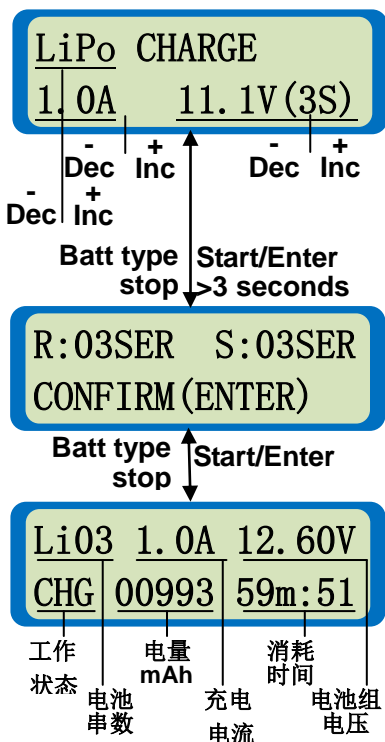 LiPo CHARGE
1.0A 11.1V(3S)
- + - +
Dec Inc Dec Inc
- +
Dec Inc
Batt type Start/Enter
stop >3 seconds
R:03SER S:03SER
CONFIRM(ENTER)
Batt type Start/Enter
stop
Li03 1.0A 12.60V
CHG 00993 59m:51
工作 电量 消耗
状态 mAh 时间
电池 充电 电池组
串数 电流 电压